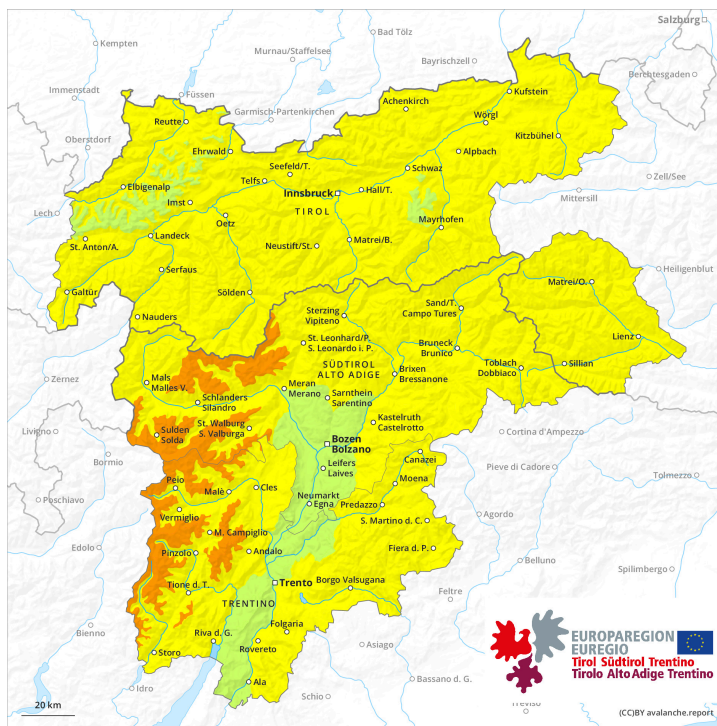 Salzburg
Kempten
Bad Tölz
Murnau/Staffelsee
Bayrischzell
Berchtesgaden
Immenstadt
Füssen
Kufstein
Garmisch-Partenkirchen
Achenkirch
Reutte
Wörgl
Oberstdorf
Kitzbühel
Ehrwald
Seefeld/T.
Alpbach
Schwaz
Zell/See
Elbigenalp
Telfs
Innsbruck
Hall/T.
Mittersill
Lech
Imst
TIROL
Mayrhofen
Oetz
St. Anton/A.
Landeck
Neustift/St.
Matrei/B.
Heiligenblut
Serfaus
Matrei/O.
Galtür
Sölden
Nauders
Sterzing
Vipiteno
Sand/T.
Campo Tures
Lienz
St. Leonhard/P.
S. Leonardo i. P.
Bruneck
Brunico
Toblach
Dobbiaco
Sillian
SÜDTIROL
ALTO ADIGE
Brixen
Bressanone
Zernez
Mals
Malles V.
Meran
Merano
Sarnthein
Sarentino
Schlanders
Silandro
Kastelruth
Castelrotto
Livigno
St. Walburg
S. Valburga
Cortina d'Ampezzo
Sulden
Solda
Bozen
Bolzano
Bormio
Canazei
Pieve di Cadore
Leifers
Laives
Tolmezzo
Peio
Malè
Cles
Moena
Poschiavo
Neumarkt
Egna
Predazzo
Vermiglio
Agordo
S. Martino d. C.
M. Campiglio
Edolo
Pinzolo
Andalo
Fiera d. P.
Belluno
Spilimbergo
Trento
Tione d. T.
Borgo Valsugana
Feltre
TRENTINO
Folgaria
Bienno
Riva d. G.
Rovereto
Storo
Asiago
Ala
Bassano d. G.
Idro
Schio
Treviso
EUROPAREGION
EUREGIO
Tirol Südtirol Trentino
Tirolo Alto Adige Trentino
20 km
(CC)BY avalanche.report